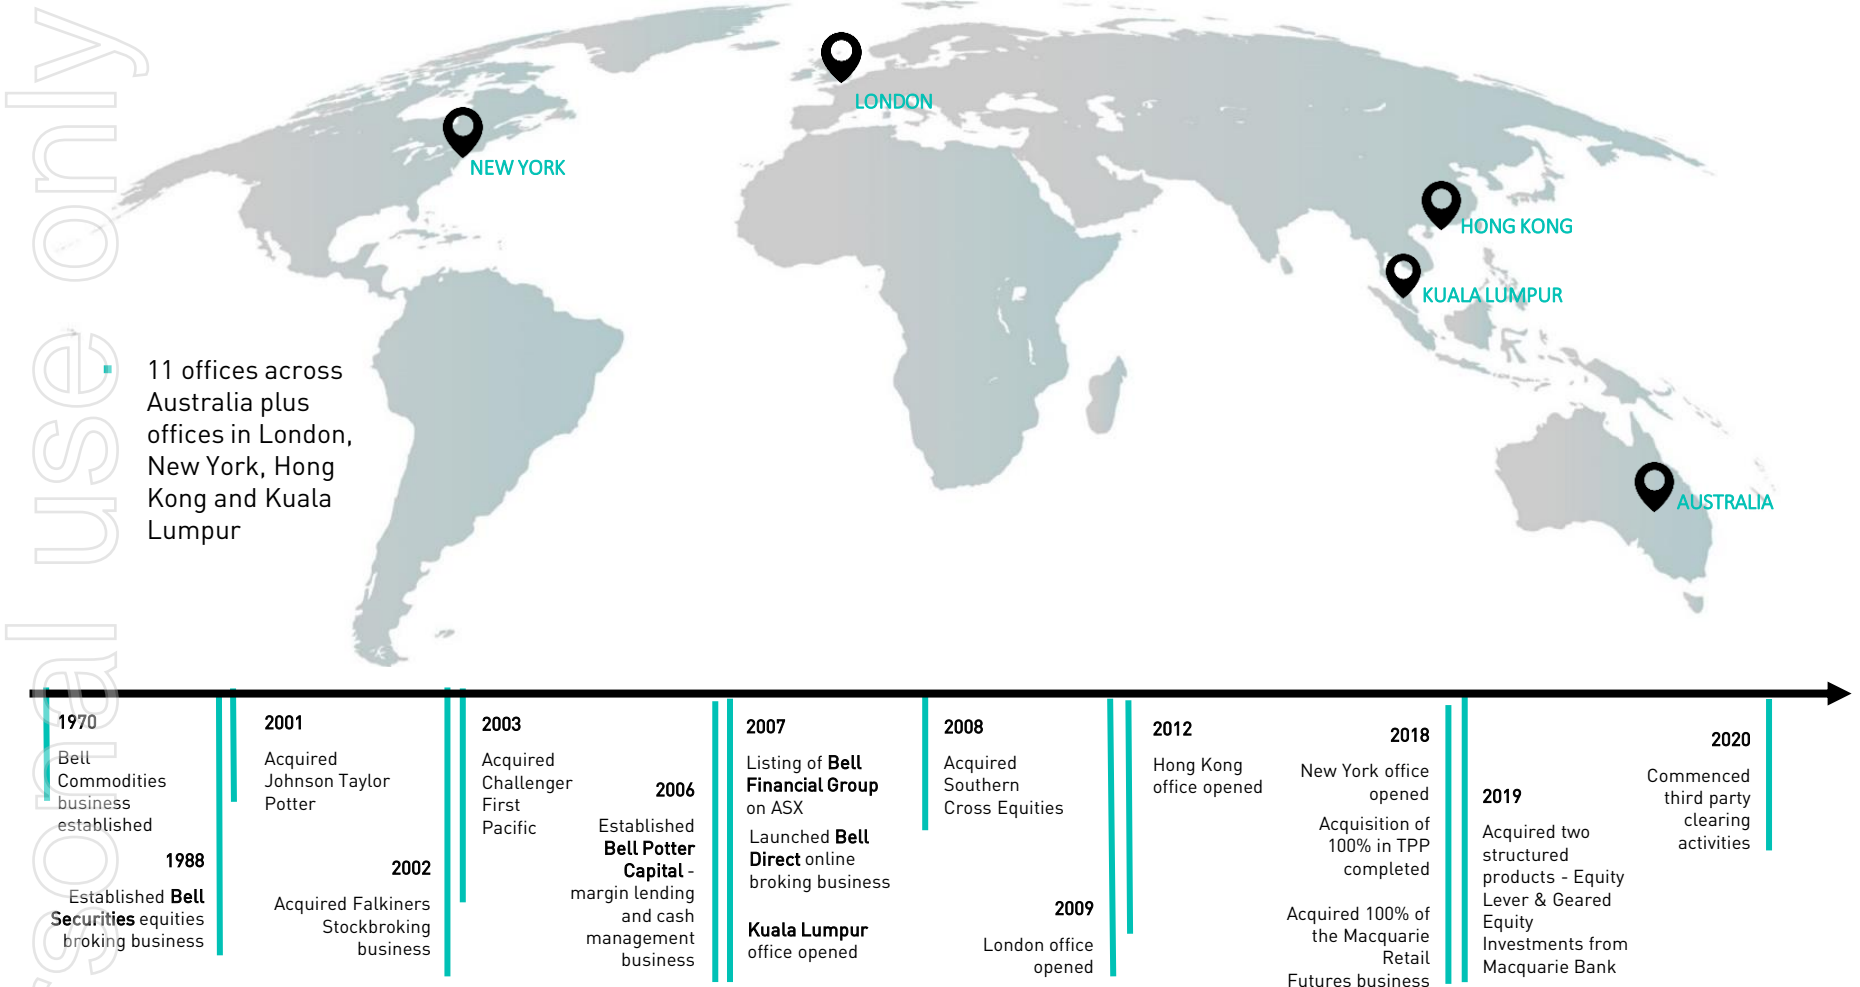 sonal use only
LONDON
NEW YORK
HONG KONG
KUALA LUMPUR
AUSTRALIA
11 offices across
Australia plus
offices in London,
New York, Hong
Kong and Kuala
Lumpur
1970
Bell
Commodities
business
established
1988
Established Bell
Securities equities
broking business
2001
Acquired
Johnson Taylor
Potter
2002
Acquired Falkiners
Stockbroking
business
2003
Acquired
Challenger
First
Pacific
2006
Established
Bell Potter
Capital -
margin lending
and cash
management
business
2007
Listing of Bell
Financial Group
on ASX
Launched Bell
Direct online
broking business
Kuala Lumpur
office opened
2008
Acquired
Southern
Cross Equities
2009
London office
opened
2012
Hong Kong
office opened
2018
New York office
opened
Acquisition of
100% in TPP
completed
Acquired 100% of
the Macquarie
Retail
Futures business
2019
Acquired two
structured
products - Equity
Lever & Geared
Equity
Investments from
Macquarie Bank
2020
Commenced
third party
clearing
activities